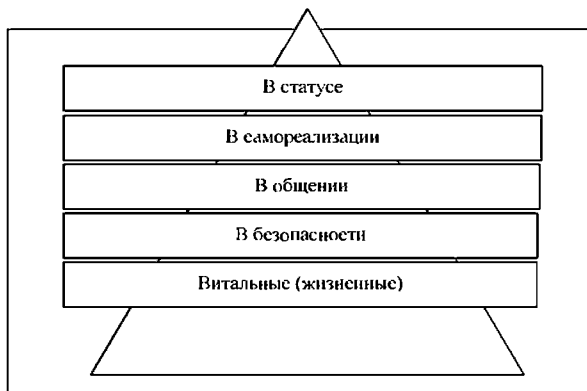 В статусе
В самореализации
В общении
В безопасности
Витальные (жизненные)